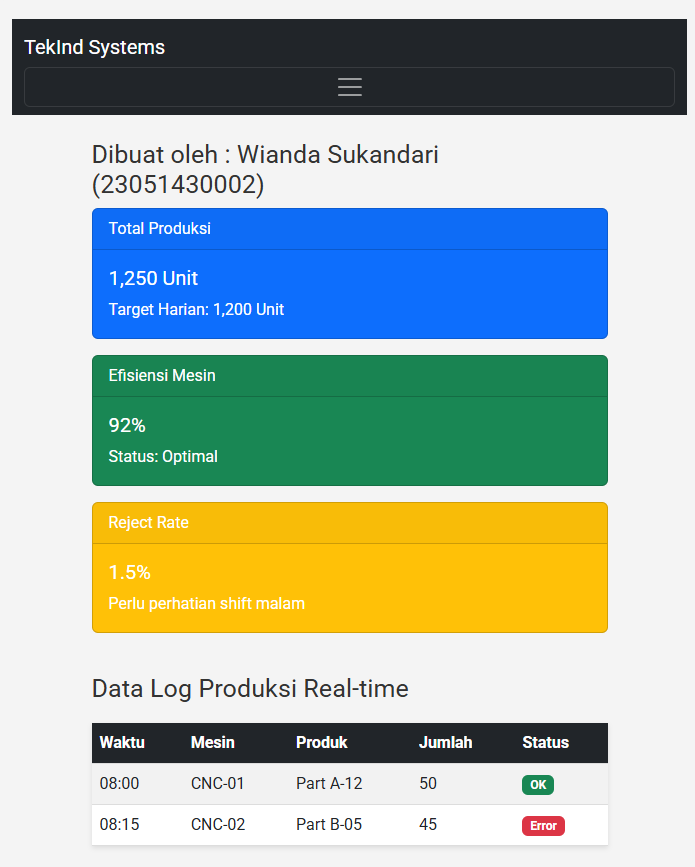 TekInd Systems
Dibuat oleh : Wianda Sukandari
(23051430002)
Total Produksi
1,250 Unit
Target Harian: 1,200 Unit
Efisiensi Mesin
92%
Status: Optimal
Reject Rate
1.5%
Perlu perhatian shift malam
Data Log Produksi Real-time
Waktu Mesin Produk Jumlah Status
08:00 CNC-01 Part A-12 50 OK
08:15 CNC-02 Part B-05 45 Error